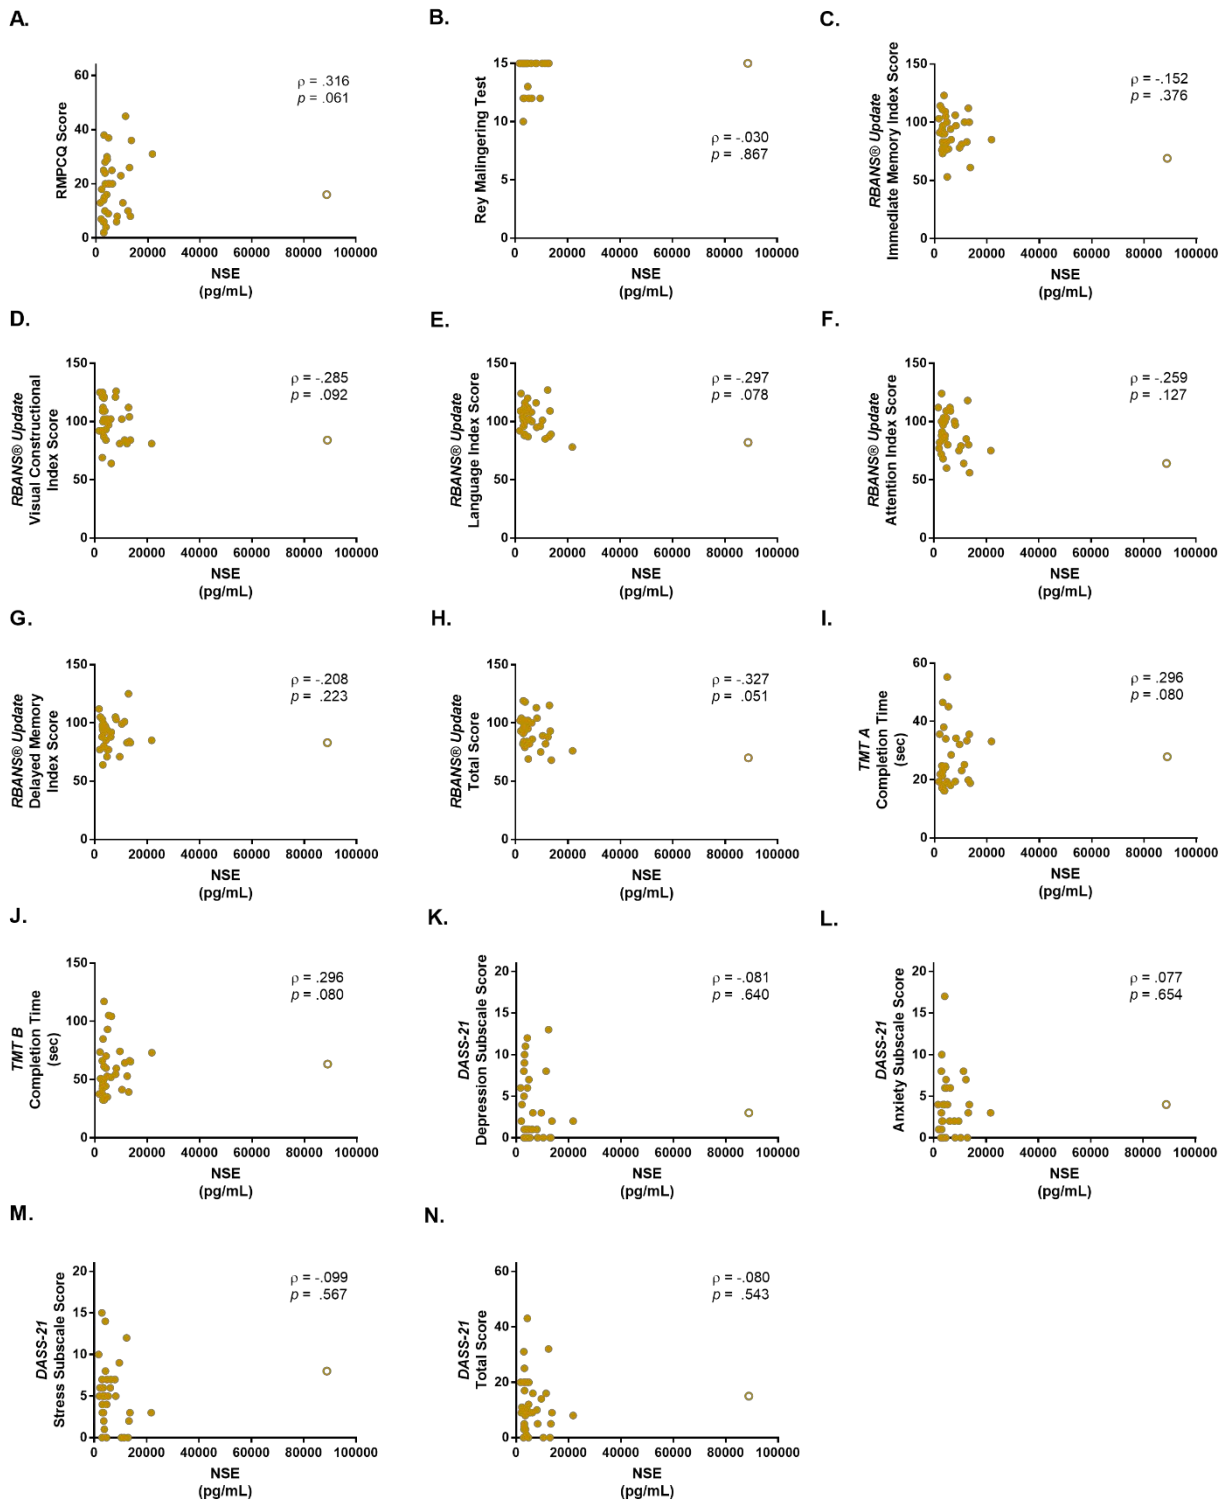 A.
RMPCQ Score
60
40
20
0
ρ = .316
p = .061
0 20000 40000 60000 80000 100000
NSE
(pg/mL)
B.
Rey Malingering Test
15
10
5
0
ρ = -.030
p = .867
0 20000 40000 60000 80000 100000
NSE
(pg/mL)
C.
RBANS® Update
Immediate Memory Index Score
150
100
50
0
ρ = -.152
p = .376
0 20000 40000 60000 80000 100000
NSE
(pg/mL)
D.
RBANS® Update
Visual Constructional
Index Score
150
100
50
0
ρ = -.285
p = .092
0 20000 40000 60000 80000 100000
NSE
(pg/mL)
E.
RBANS® Update
Language Index Score
150
100
50
0
ρ = -.297
p = .078
0 20000 40000 60000 80000 100000
NSE
(pg/mL)
F.
RBANS® Update
Attention Index Score
150
100
50
0
ρ = -.259
p = .127
0 20000 40000 60000 80000 100000
NSE
(pg/mL)
G.
RBANS® Update
Delayed Memory
Index Score
150
100
50
0
ρ = -.208
p = .223
0 20000 40000 60000 80000 100000
NSE
(pg/mL)
H.
RBANS® Update
Total Score
150
100
50
0
ρ = -.327
p = .051
0 20000 40000 60000 80000 100000
NSE
(pg/mL)
I.
TMT A
Completion Time
(sec)
60
40
20
0
ρ = .296
p = .080
0 20000 40000 60000 80000 100000
NSE
(pg/mL)
J.
TMT B
Completion Time
(sec)
150
100
50
0
ρ = .296
p = .080
0 20000 40000 60000 80000 100000
NSE
(pg/mL)
K.
DASS-21
Depression Subscale Score
20
15
10
5
0
ρ = -.081
p = .640
0 20000 40000 60000 80000 100000
NSE
(pg/mL)
L.
DASS-21
Anxiety Subscale Score
20
15
10
5
0
ρ = .077
p = .654
0 20000 40000 60000 80000 100000
NSE
(pg/mL)
M.
DASS-21
Stress Subscale Score
20
15
10
5
0
ρ = -.099
p = .567
0 20000 40000 60000 80000 100000
NSE
(pg/mL)
N.
DASS-21
Total Score
60
40
20
0
ρ = -.080
p = .543
0 20000 40000 60000 80000 100000
NSE
(pg/mL)